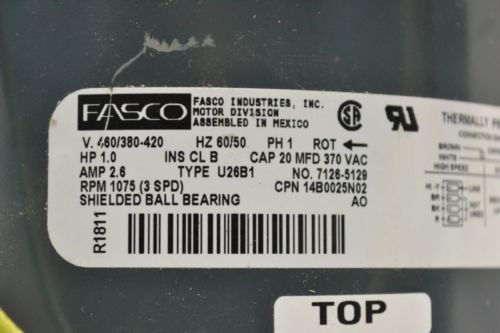 FASCO
FASCO INDUSTRIES, INC.
MOTOR DIVISION
ASSEMBLED IN MEXICO
V. 460/380-420 HZ 60/50 PH 1 ROT ←
HP 1.0 INS CL B CAP 20 MFD 370 VAC
AMP 2.6 TYPE U26B1 NO. 7126-5129
RPM 1075 (3 SPD) CPN 14B0025N02
SHIELDED BALL BEARING AO
R1811
THERMALLY
CONNECTION
BROWN
WHITE
HIGH SPEED
TOP